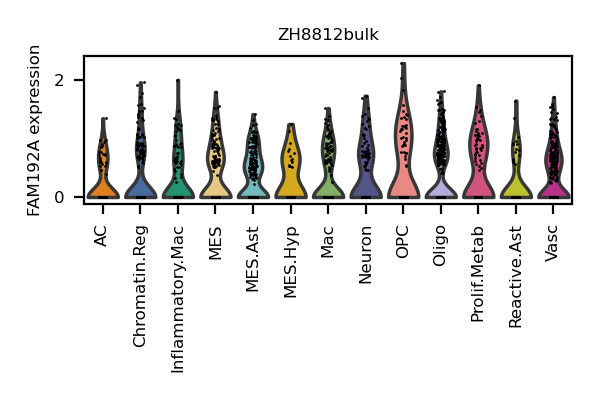 ZH8812bulk
FAM192A expression
2
0
AC
Chromatin.Reg
Inflammatory.Mac
MES
MES.Ast
MES.Hyp
Mac
Neuron
OPC
Oligo
Prolif.Metab
Reactive.Ast
Vasc